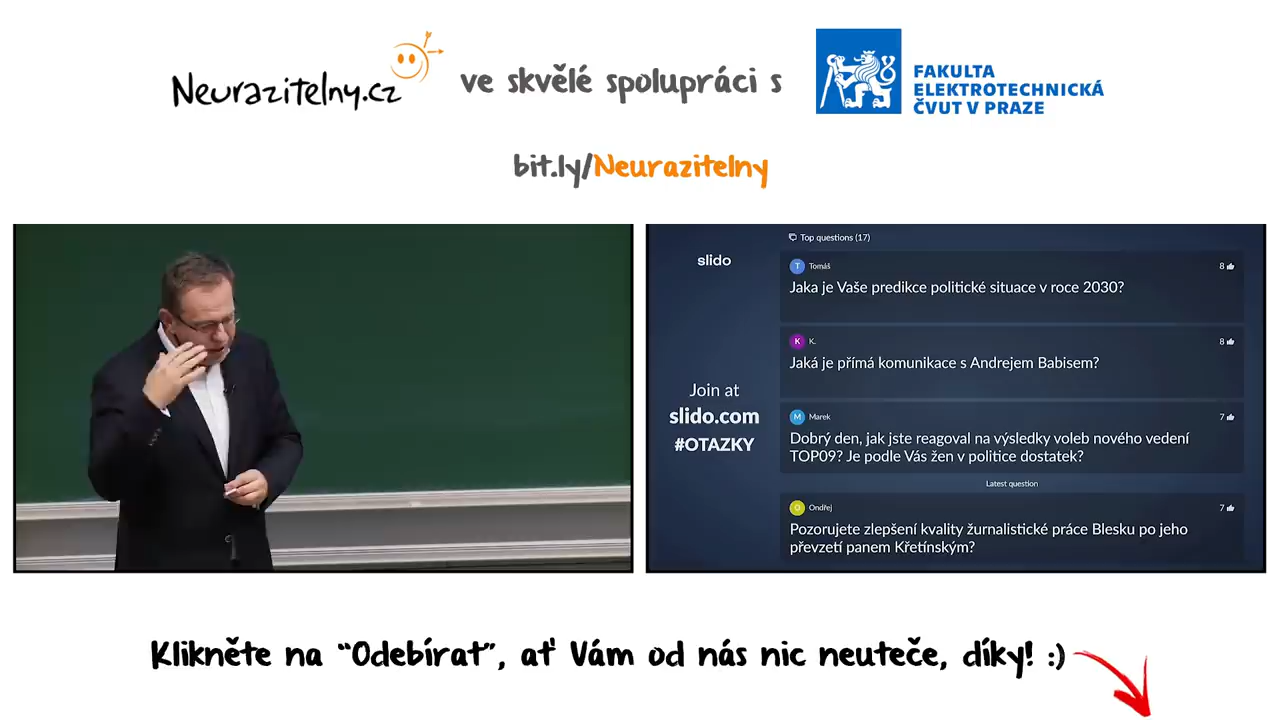 Neurazitelny.cz
ve skvělé spolupráci s
FAKULTA
ELEKTROTECHNICKÁ
ČVUT V PRAZE
bit.ly/Neurazitelny
slido
Join at
slido.com
#OTAZKY
Top questions (17)
T Tomáš 8
Jaka je Vaše predikce politické situace v roce 2030?
K K. 8
Jaká je přímá komunikace s Andrejem Babisem?
M Marek 7
Dobrý den, jak jste reagoval na výsledky voleb nového vedení
TOP09? Je podle Vás žen v politice dostatek?
Latest question
O Ondřej 7
Pozorujete zlepšení kvality žurnalistické práce Blesku po jeho
převzetí panem Křetínským?
Klikněte na “Odebírat”, ať Vám od nás nic neuteče, díky! :)